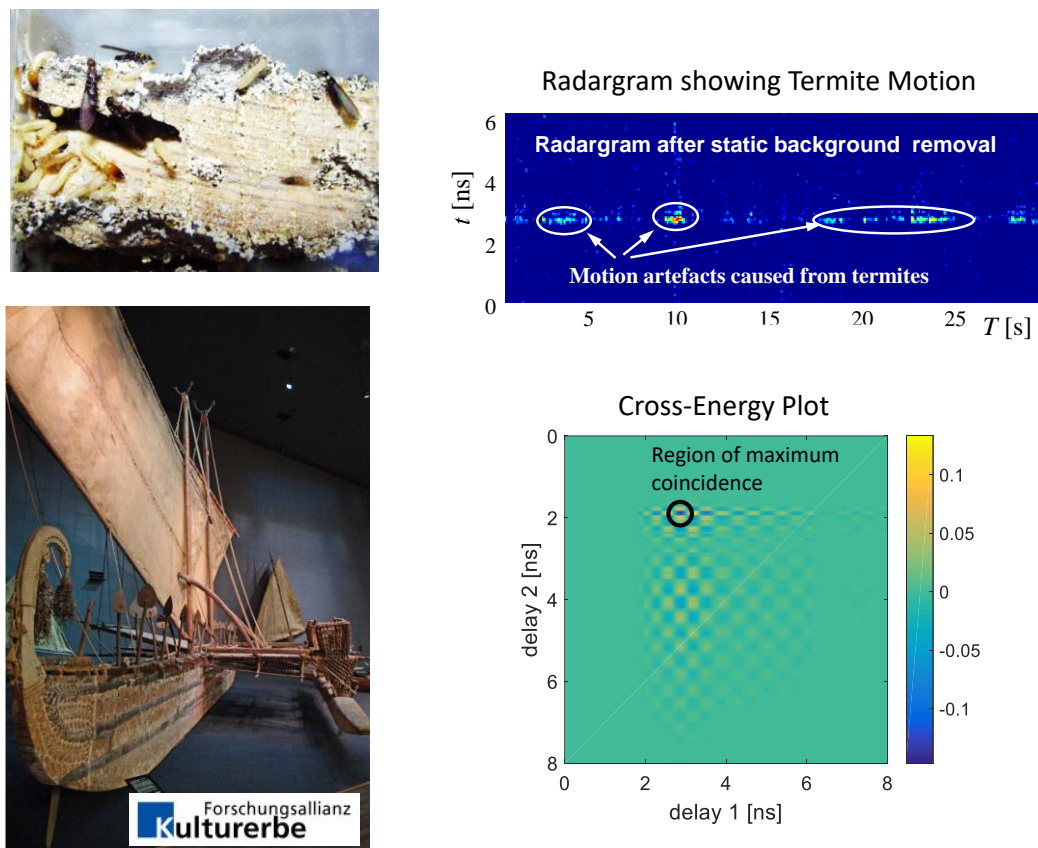 Radargram showing Termite Motion
6
Radargram after static background removal
4
t [ns]
2
Motion artefacts caused from termites
0
5 10 15 20 25 T [s]
Cross-Energy Plot
0
Region of maximum
coincidence
0.1
2
0.05
delay 2 [ns]
4
0
-0.05
6
-0.1
8
0 2 4 6 8
delay 1 [ns]
Forschungsallianz
Kulturerbe